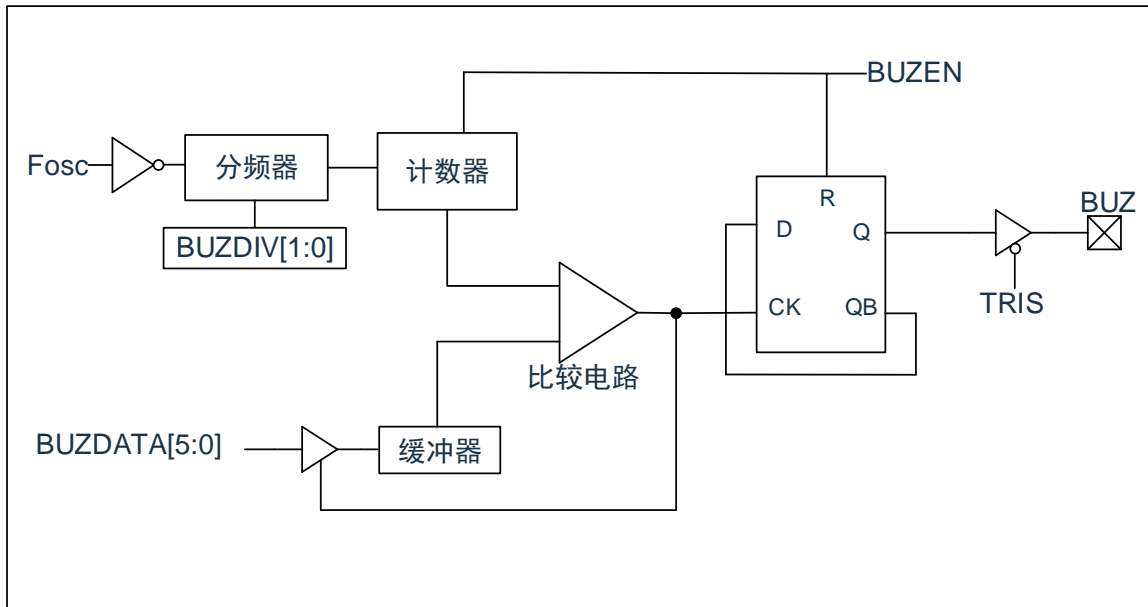 BUZEN
Fosc
分频器
计数器
BUZDIV[1:0]
R
D
Q
BUZ
CK
QB
TRIS
比较电路
BUZDATA[5:0]
缓冲器